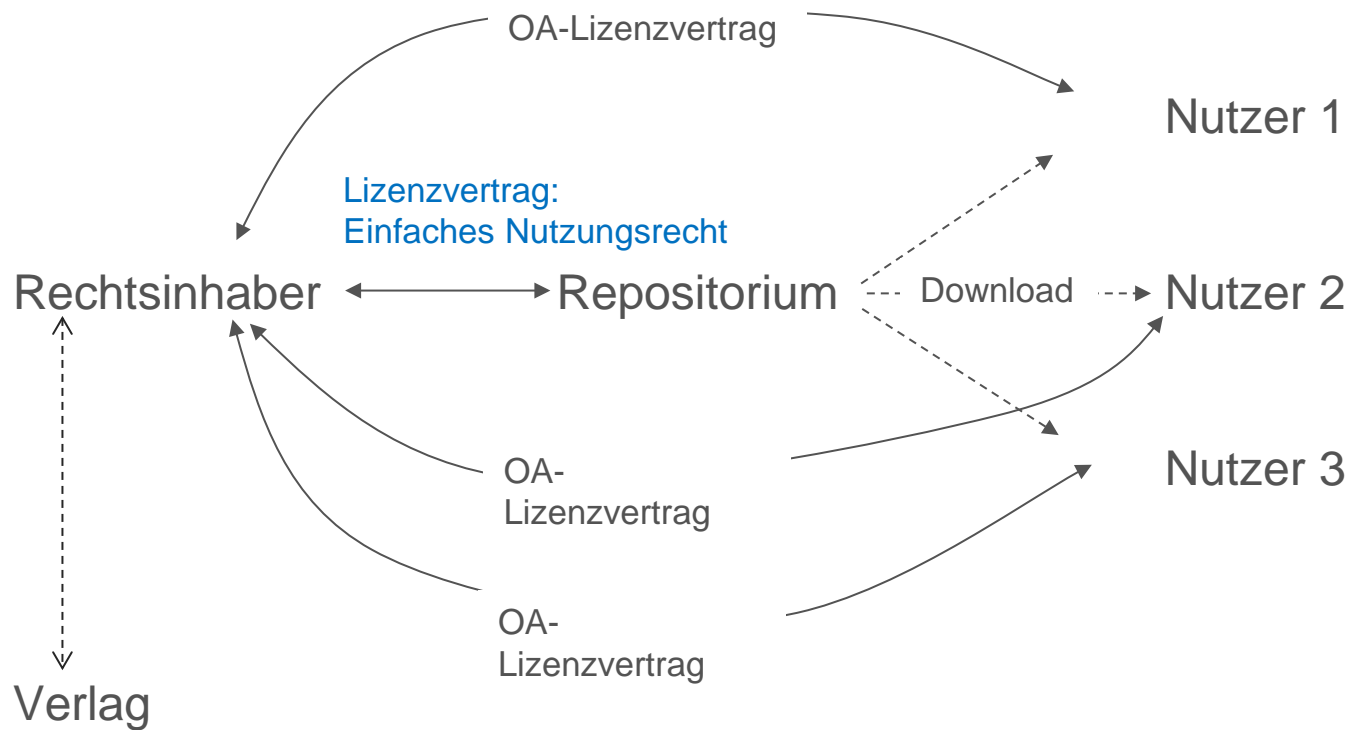 OA-Lizenzvertrag
Nutzer 1
Lizenzvertrag:
Einfaches Nutzungsrecht
Rechtsinhaber
Repositorium
Download
Nutzer 2
OA-
Lizenzvertrag
Nutzer 3
OA-
Lizenzvertrag
Verlag